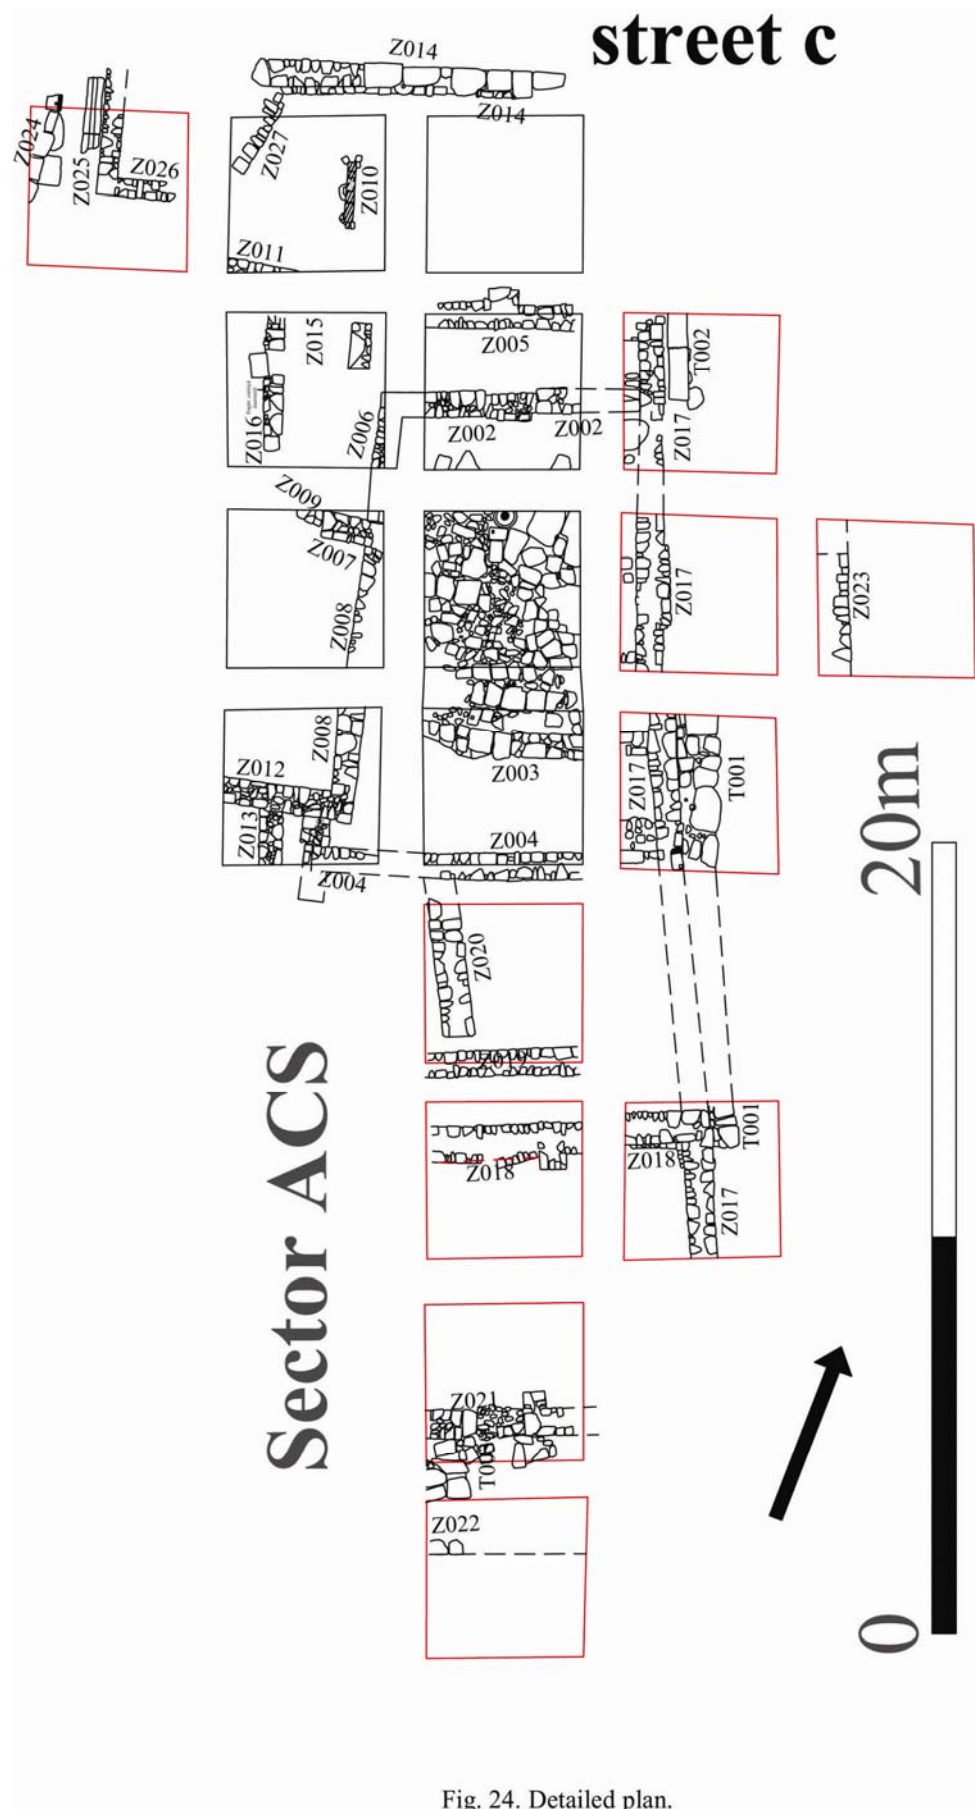 street c
Z014
Z014
Z024
Z025
Z026
Z027
Z010
Z011
Z015
Z016
Z006
Z005
Z002
Z002
T002
Z017
Z009
Z007
Z008
Z017
Z023
Z008
Z012
Z013
Z004
Z003
Z004
Z017
T001
Z020
Z018
Z018
T001
Z017
Z021
Z022
Sector ACS
20m
0
Fig. 24. Detailed plan.